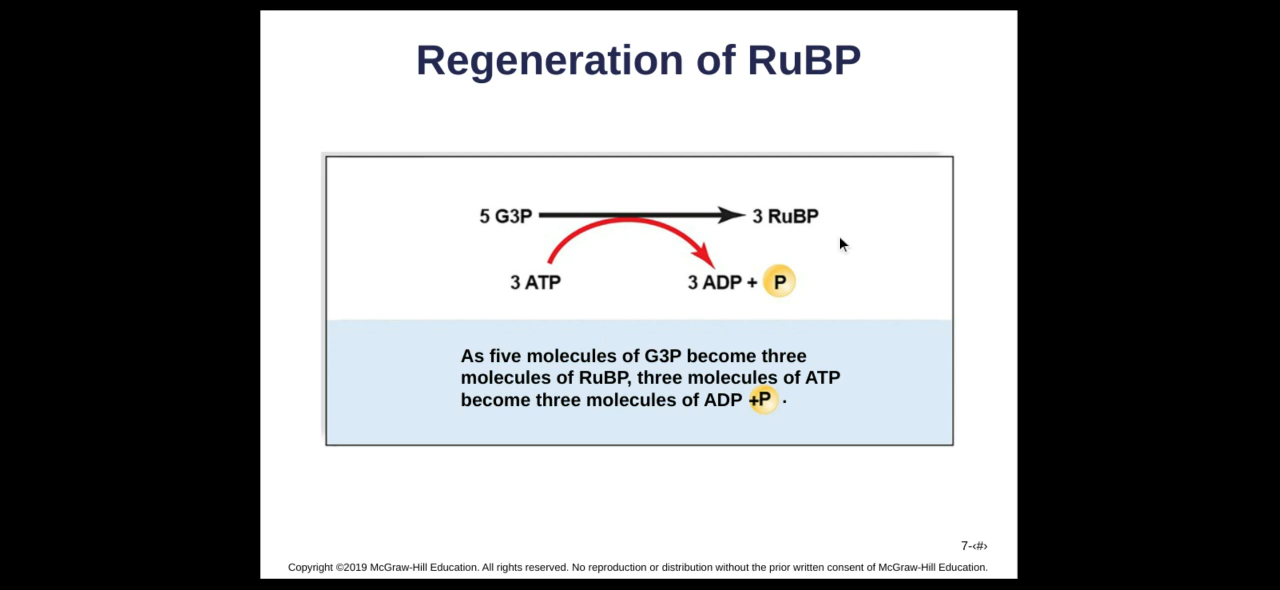 Regeneration of RuBP
5 G3P 3 RuBP
3 ATP 3 ADP + P
As five molecules of G3P become three
molecules of RuBP, three molecules of ATP
become three molecules of ADP +P .
7-‹#›
Copyright ©2019 McGraw-Hill Education. All rights reserved. No reproduction or distribution without the prior written consent of McGraw-Hill Education.